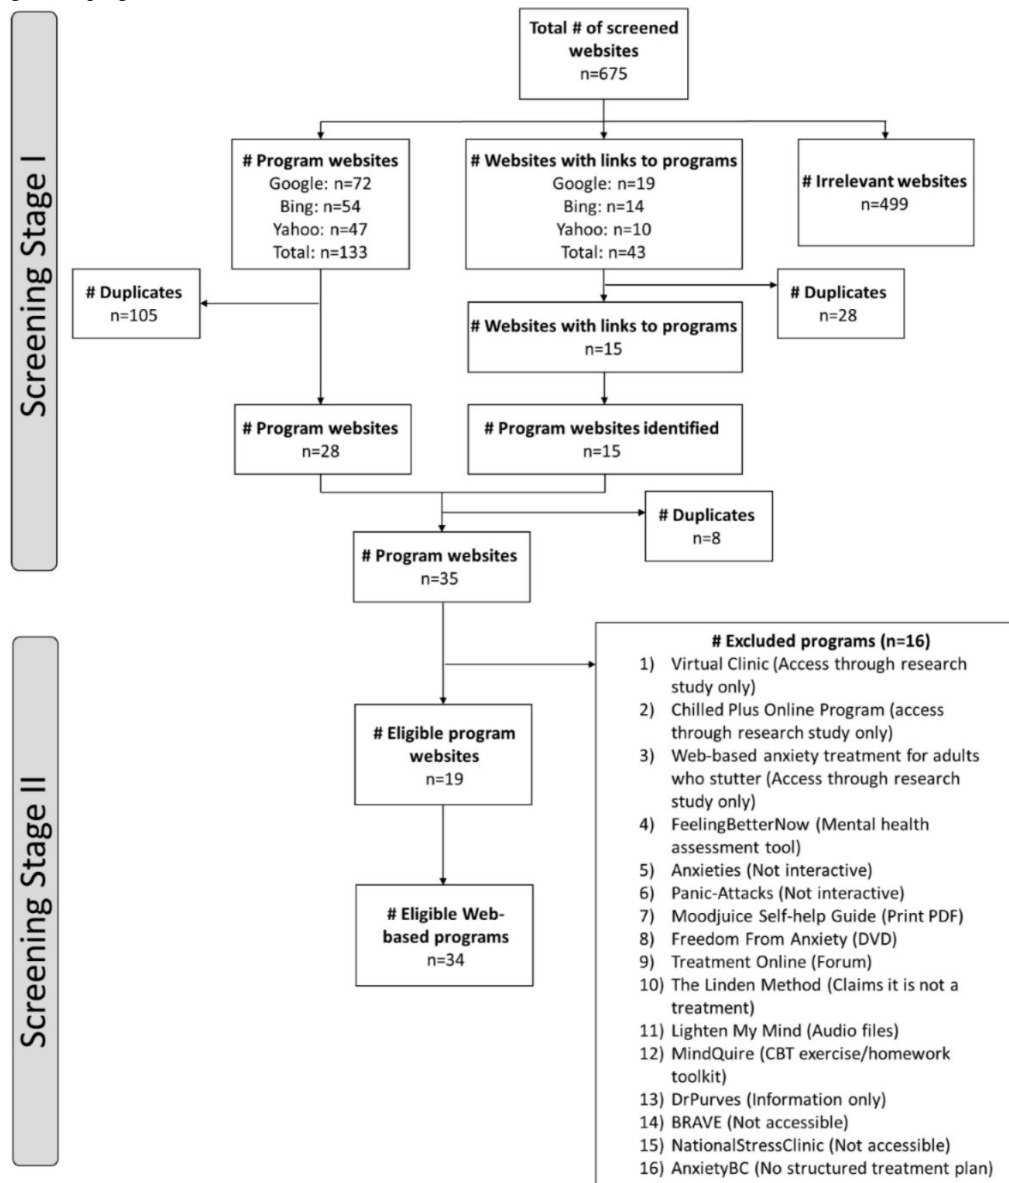 Screening Stage I
Total # of screened
websites
n=675
# Program websites
Google: n=72
Bing: n=54
Yahoo: n=47
Total: n=133
# Websites with links to programs
Google: n=19
Bing: n=14
Yahoo: n=10
Total: n=43
# Irrelevant websites
n=499
# Duplicates
n=105
# Duplicates
n=28
# Websites with links to programs
n=15
# Program websites
n=28
# Program websites identified
n=15
# Duplicates
n=8
# Program websites
n=35
Screening Stage II
# Excluded programs (n=16)
1) Virtual Clinic (Access through research
study only)
2) Chilled Plus Online Program (access
through research study only)
3) Web-based anxiety treatment for adults
who stutter (Access through research
study only)
4) FeelingBetterNow (Mental health
assessment tool)
5) Anxieties (Not interactive)
6) Panic-Attacks (Not interactive)
7) Moodjuice Self-help Guide (Print PDF)
8) Freedom From Anxiety (DVD)
9) Treatment Online (Forum)
10) The Linden Method (Claims it is not a
treatment)
11) Lighten My Mind (Audio files)
12) MindQuire (CBT exercise/homework
toolkit)
13) DrPurves (Information only)
14) BRAVE (Not accessible)
15) NationalStressClinic (Not accessible)
16) AnxietyBC (No structured treatment plan)
# Eligible program
websites
n=19
# Eligible Web-
based programs
n=34